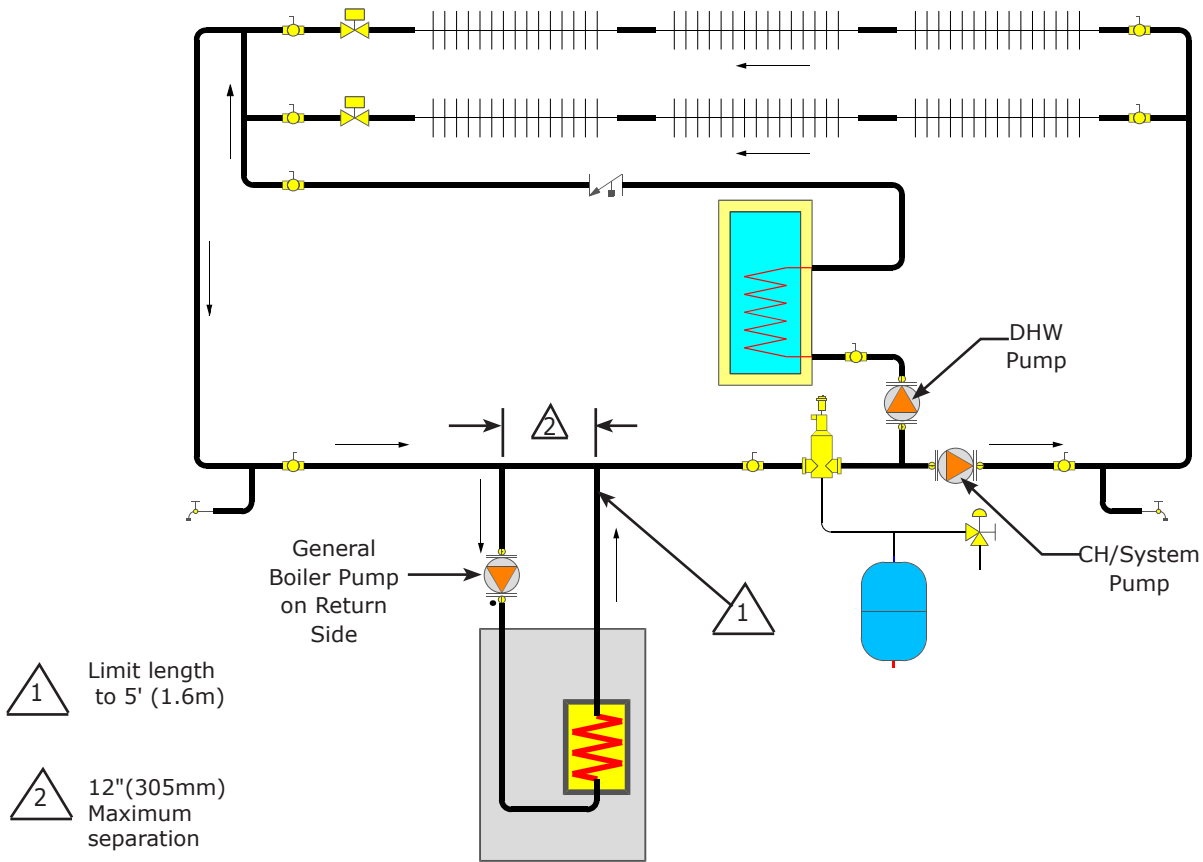 DHW
Pump
2
General
Boiler Pump
on Return
Side
CH/System
Pump
1
1
Limit length
to 5' (1.6m)
2
12"(305mm)
Maximum
separation